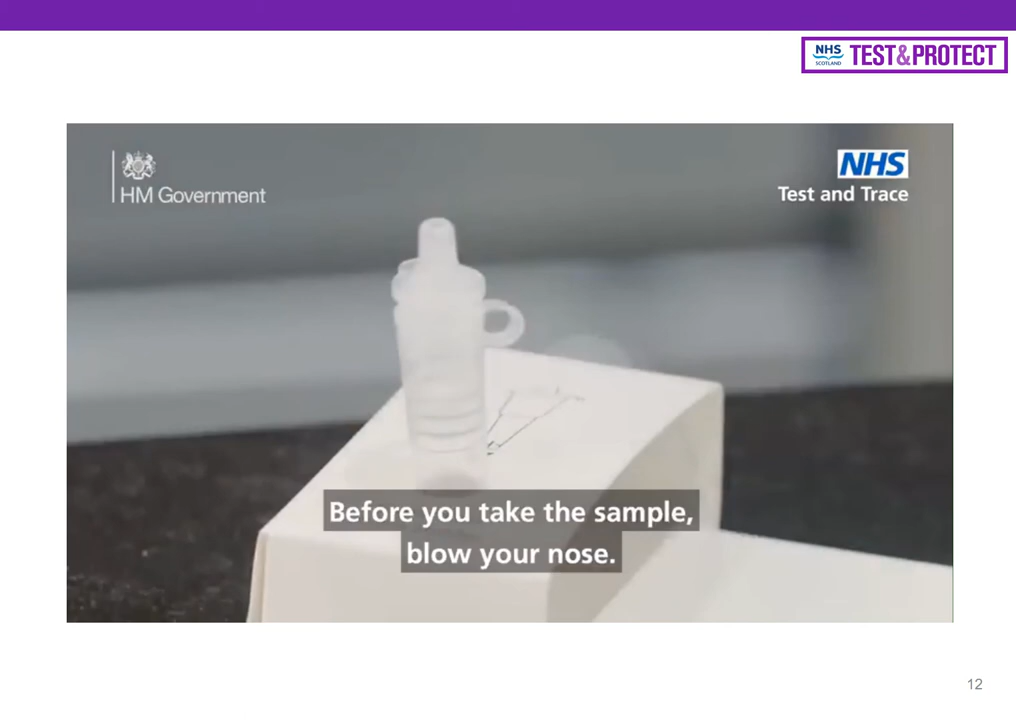 NHS
SCOTLAND
TEST&PROTECT
HM Government
NHS
Test and Trace
Before you take the sample,
blow your nose.
12